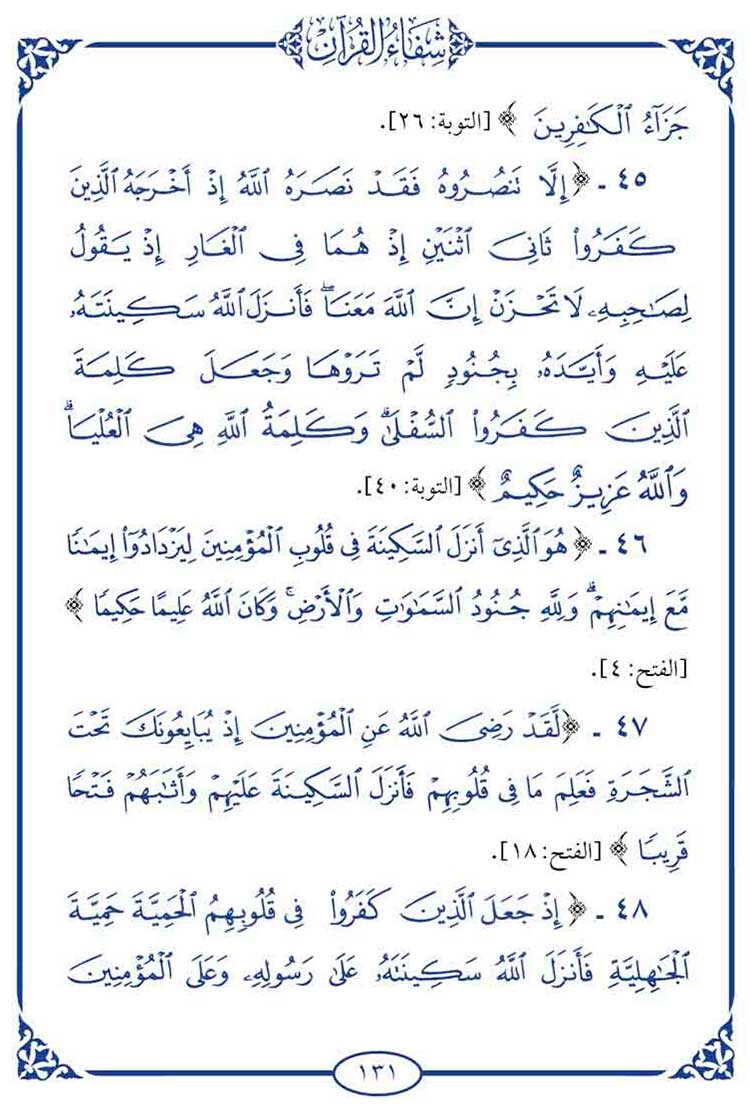 شفاء القرآن
جَزَآءُ ٱلۡكَٰفِرِينَ ﴾ [التوبة: ٢٦].
٤٥ - ﴿ إِلَّا تَنصُرُوهُ فَقَدۡ نَصَرَهُ ٱللَّهُ إِذۡ أَخۡرَجَهُ ٱلَّذِينَ
كَفَرُواْ ثَانِيَ ٱثۡنَيۡنِ إِذۡ هُمَا فِي ٱلۡغَارِ إِذۡ يَقُولُ
لِصَٰحِبِهِۦ لَا تَحۡزَنۡ إِنَّ ٱللَّهَ مَعَنَاۖ فَأَنزَلَ ٱللَّهُ سَكِينَتَهُۥ
عَلَيۡهِ وَأَيَّدَهُۥ بِجُنُودٖ لَّمۡ تَرَوۡهَا وَجَعَلَ كَلِمَةَ
ٱلَّذِينَ كَفَرُواْ ٱلسُّفۡلَىٰۗ وَكَلِمَةُ ٱللَّهِ هِيَ ٱلۡعُلۡيَاۗ
وَٱللَّهُ عَزِيزٌ حَكِيمٌ ﴾ [التوبة: ٤٠].
٤٦ - ﴿ هُوَ ٱلَّذِيٓ أَنزَلَ ٱلسَّكِينَةَ فِي قُلُوبِ ٱلۡمُؤۡمِنِينَ لِيَزۡدَادُوٓاْ إِيمَٰنٗا
مَّعَ إِيمَٰنِهِمۡۗ وَلِلَّهِ جُنُودُ ٱلسَّمَٰوَٰتِ وَٱلۡأَرۡضِۚ وَكَانَ ٱللَّهُ عَلِيمًا حَكِيمٗا ﴾
[الفتح: ٤].
٤٧ - ﴿ لَّقَدۡ رَضِيَ ٱللَّهُ عَنِ ٱلۡمُؤۡمِنِينَ إِذۡ يُبَايِعُونَكَ تَحۡتَ
ٱلشَّجَرَةِ فَعَلِمَ مَا فِي قُلُوبِهِمۡ فَأَنزَلَ ٱلسَّكِينَةَ عَلَيۡهِمۡ وَأَثَٰبَهُمۡ فَتۡحٗا
قَرِيبٗا ﴾ [الفتح: ١٨].
٤٨ - ﴿ إِذۡ جَعَلَ ٱلَّذِينَ كَفَرُواْ فِي قُلُوبِهِمُ ٱلۡحَمِيَّةَ حَمِيَّةَ
ٱلۡجَٰهِلِيَّةِ فَأَنزَلَ ٱللَّهُ سَكِينَتَهُۥ عَلَىٰ رَسُولِهِۦ وَعَلَى ٱلۡمُؤۡمِنِينَ
١٣١